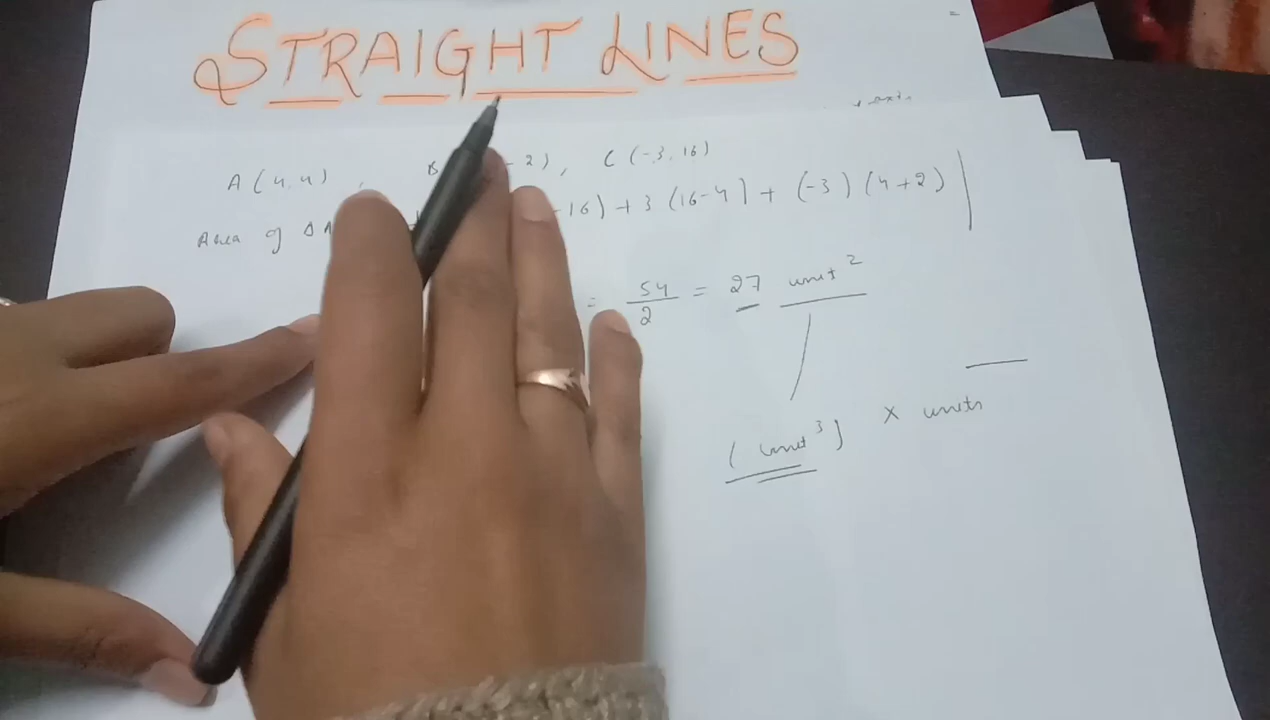 STRAIGHT LINES
A (4, 4) , B - 2) , C (-3, 16)
Area of Δ A - 16) + 3 (16-4] + (-3) (4+2) |
= 54/2 = 27 unit²
(unit³) X units